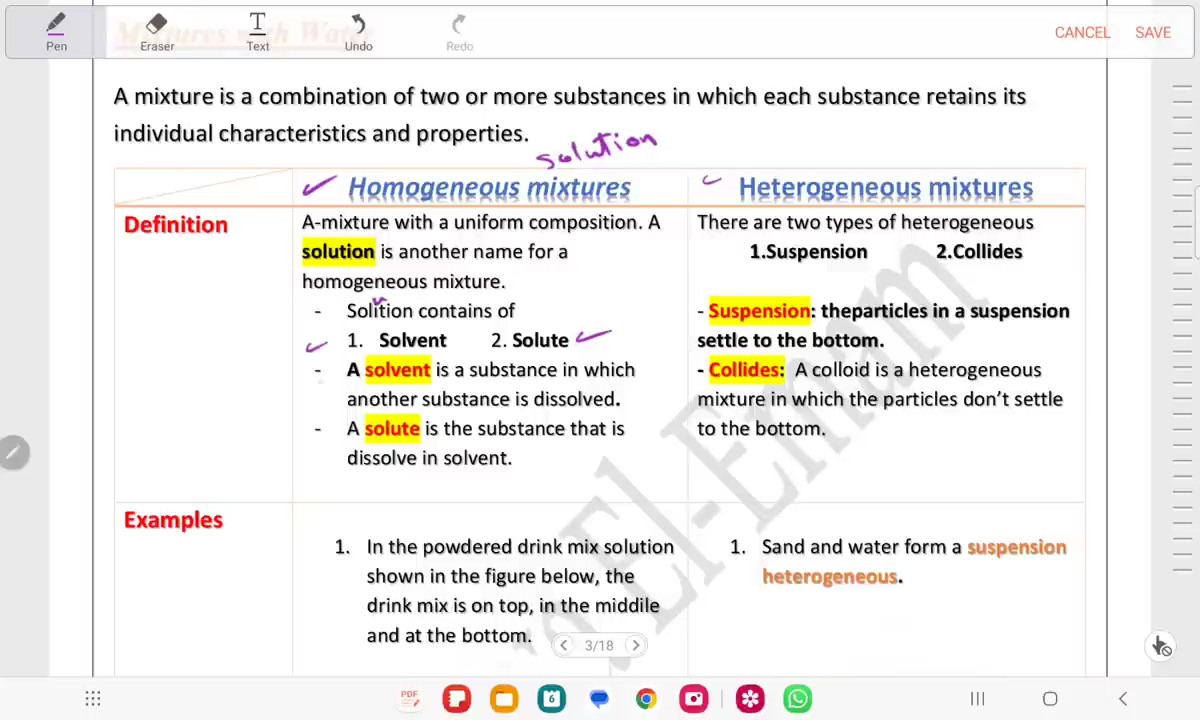 Mixtures with Water
Pen
Eraser
T
Text
Undo
Redo
CANCEL SAVE
A mixture is a combination of two or more substances in which each substance retains its
individual characteristics and properties.
solution
Homogeneous mixtures
Heterogeneous mixtures
Definition
A-mixture with a uniform composition. A
solution is another name for a
homogeneous mixture.
- Solition contains of
1. Solvent 2. Solute
- A solvent is a substance in which
another substance is dissolved.
- A solute is the substance that is
dissolve in solvent.
There are two types of heterogeneous
1.Suspension 2.Collides
- Suspension: theparticles in a suspension
settle to the bottom.
- Collides: A colloid is a heterogeneous
mixture in which the particles don't settle
to the bottom.
Examples
1. In the powdered drink mix solution
shown in the figure below, the
drink mix is on top, in the middle
and at the bottom.
1. Sand and water form a suspension
heterogeneous.
El-Emam
3/18
PDF
6